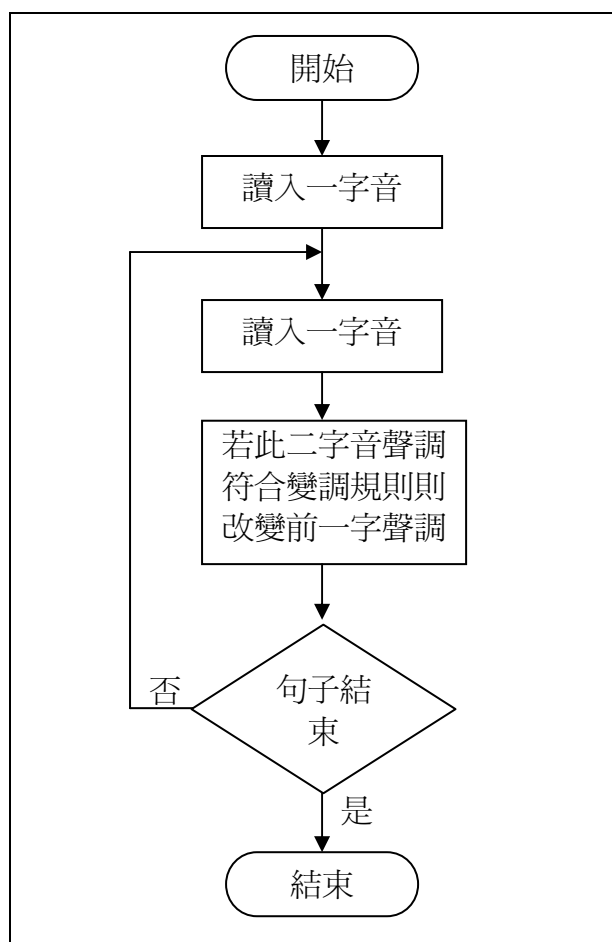 開始
讀入一字音
讀入一字音
若此二字音聲調
符合變調規則則
改變前一字聲調
否
句子結
束
是
結束